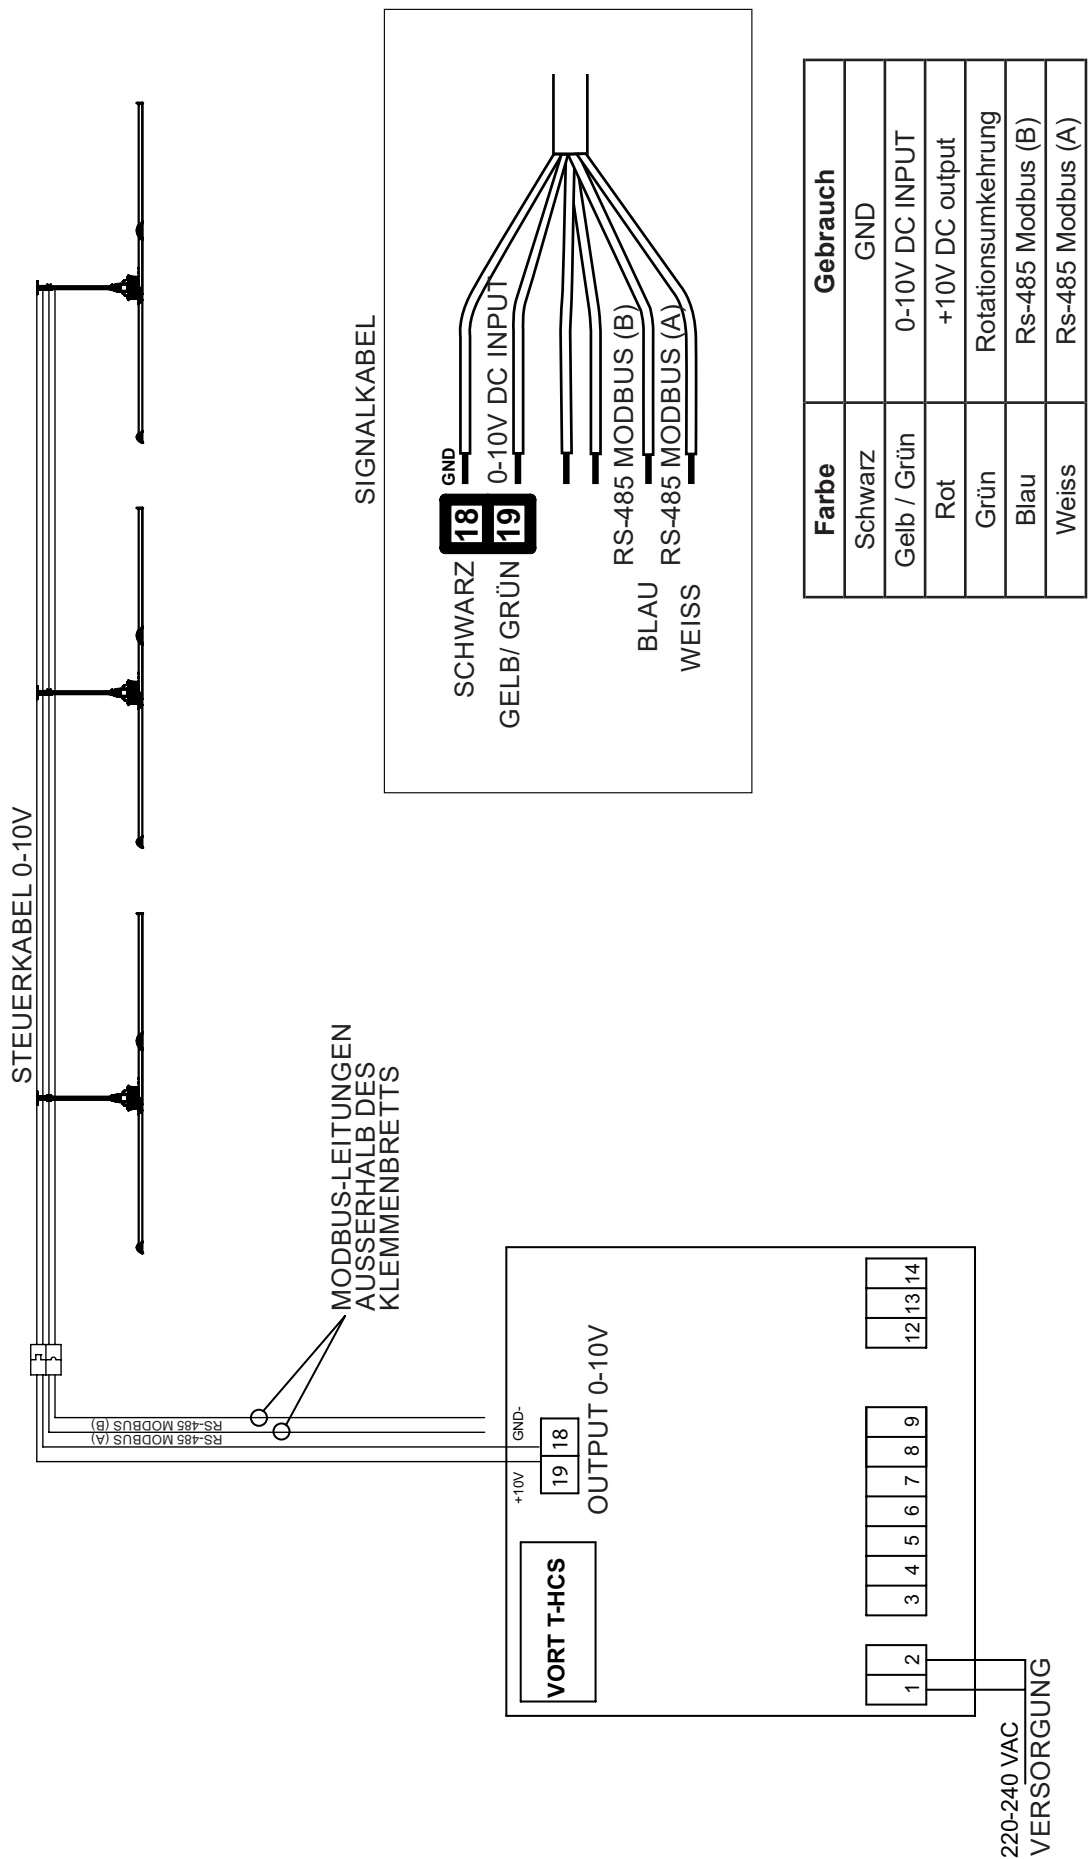 STEUERKABEL 0-10V
MODBUS-LEITUNGEN
AUSSERHALB DES
KLEMMENBRETTS
RS-485 MODBUS (B)
RS-485 MODBUS (A)
+10V
GND-
19
18
OUTPUT 0-10V
VORT T-HCS
1
2
3
4
5
6
7
8
9
12
13
14
220-240 VAC
VERSORGUNG
SIGNALKABEL
SCHWARZ
18
GND
GELB/ GRÜN
19
0-10V DC INPUT
RS-485 MODBUS (B)
BLAU
RS-485 MODBUS (A)
WEISS
Farbe Gebrauch
Schwarz GND
Gelb / Grün 0-10V DC INPUT
Rot +10V DC output
Grün Rotationsumkehrung
Blau Rs-485 Modbus (B)
Weiss Rs-485 Modbus (A)